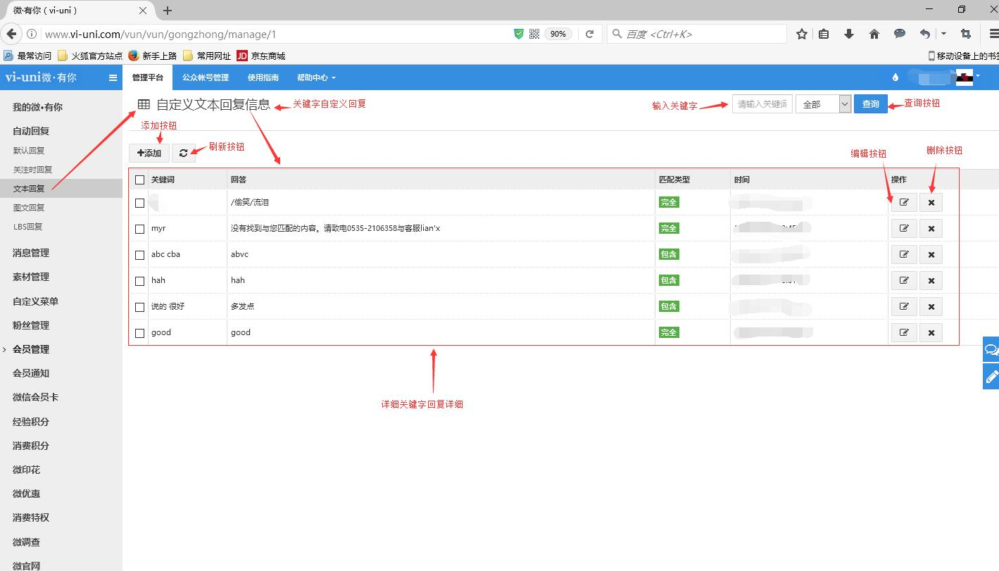 微·有你（vi-uni）
www.vi-uni.com/vun/vun/gongzhong/manage/1
90%
百度 <Ctrl+K>
最常访问 火狐官方站点 新手上路 常用网址 JD 京东商城 移动设备上的书签
vi-uni微·有你 管理平台 公众帐号管理 使用指南 帮助中心
我的微•有你
自动回复
默认回复
关注时回复
文本回复
图文回复
LBS回复
消息管理
素材管理
自定义菜单
粉丝管理
会员管理
会员通知
微信会员卡
经验积分
消费积分
微印花
微优惠
消费特权
微调查
微官网
自定义文本回复信息 关键字自定义回复 输入关键字 请输入关键词 全部 查询 查询按钮
添加按钮
刷新按钮
添加
编辑按钮 删除按钮
关键词 回答 匹配类型 时间 操作
/偷笑/流泪 完全
myr 没有找到与您匹配的内容。请致电0535-2106358与客服lian'x 完全
abc cba abvc 包含
hah hah 包含
说的 很好 多发点 包含
good good 完全
详细关键字回复详细